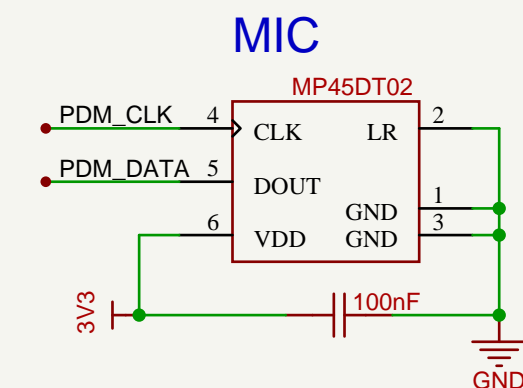 MIC
MP45DT02
PDM_CLK 4 CLK LR 2
PDM_DATA 5 DOUT
GND 1
6 VDD GND 3
3V3 100nF
GND